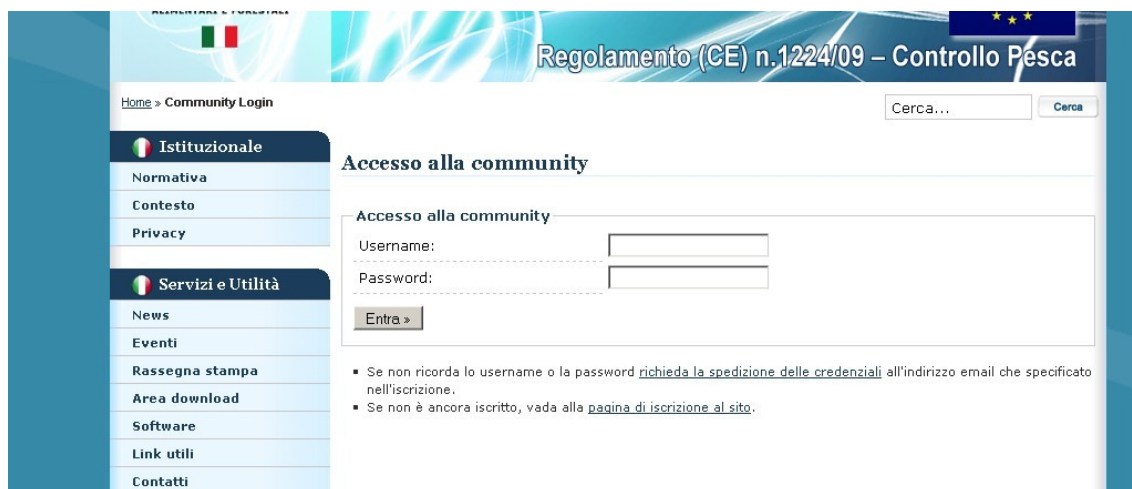 ALIMENTARI E FORESTALI
Regolamento (CE) n.1224/09 – Controllo Pesca
Home » Community Login
Cerca...
Cerca
Istituzionale
Normativa
Contesto
Privacy
Servizi e Utilità
News
Eventi
Rassegna stampa
Area download
Software
Link utili
Contatti
Accesso alla community
Accesso alla community
Username:
Password:
Entra »
Se non ricorda lo username o la password richieda la spedizione delle credenziali all'indirizzo email che specificato
nell'iscrizione.
Se non è ancora iscritto, vada alla pagina di iscrizione al sito.